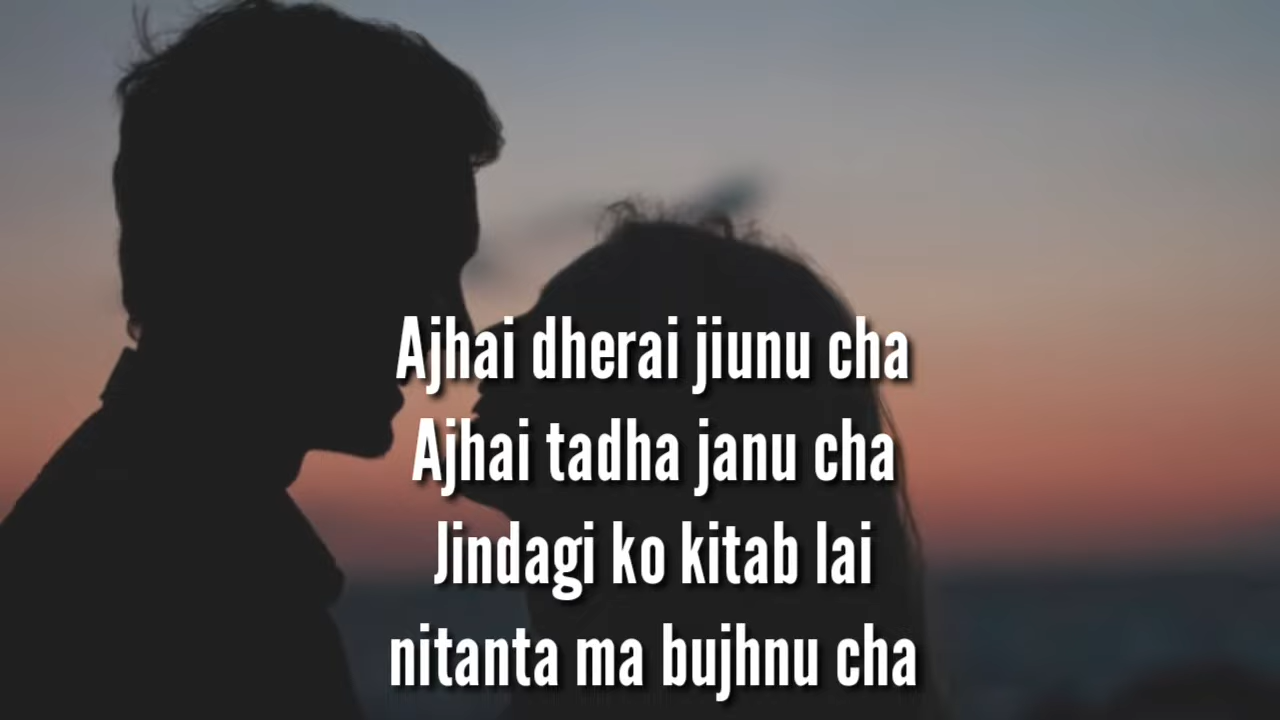 Ajhai dherai jiunu cha
Ajhai tadha janu cha
Jindagi ko kitab lai
nitanta ma bujhnu cha